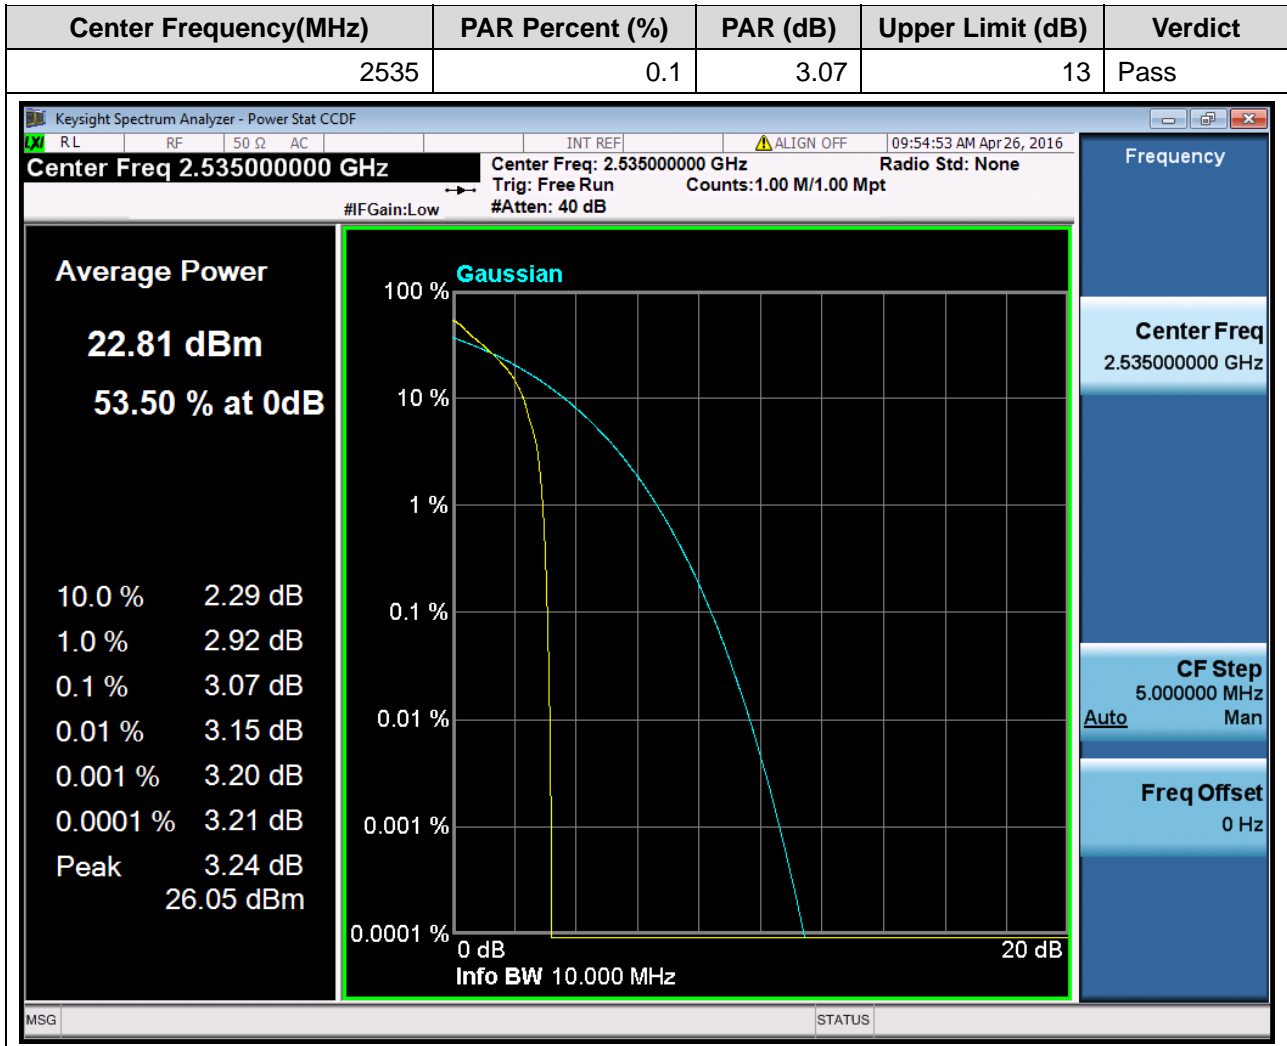 Center Frequency(MHz) PAR Percent (%) PAR (dB) Upper Limit (dB) Verdict
2535 0.1 3.07 13 Pass
Keysight Spectrum Analyzer - Power Stat CCDF
LXI RL RF 50 Ω AC INT REF ALIGN OFF 09:54:53 AM Apr 26, 2016
Center Freq 2.535000000 GHz
Center Freq: 2.535000000 GHz Radio Std: None
Trig: Free Run Counts:1.00 M/1.00 Mpt
#IFGain:Low #Atten: 40 dB
Average Power
22.81 dBm
53.50 % at 0dB
10.0 % 2.29 dB
1.0 % 2.92 dB
0.1 % 3.07 dB
0.01 % 3.15 dB
0.001 % 3.20 dB
0.0001 % 3.21 dB
Peak 3.24 dB
26.05 dBm
Gaussian
100 %
10 %
1 %
0.1 %
0.01 %
0.001 %
0.0001 %
0 dB 20 dB
Info BW 10.000 MHz
Frequency
Center Freq
2.535000000 GHz
CF Step
5.000000 MHz
Auto Man
Freq Offset
0 Hz
MSG STATUS